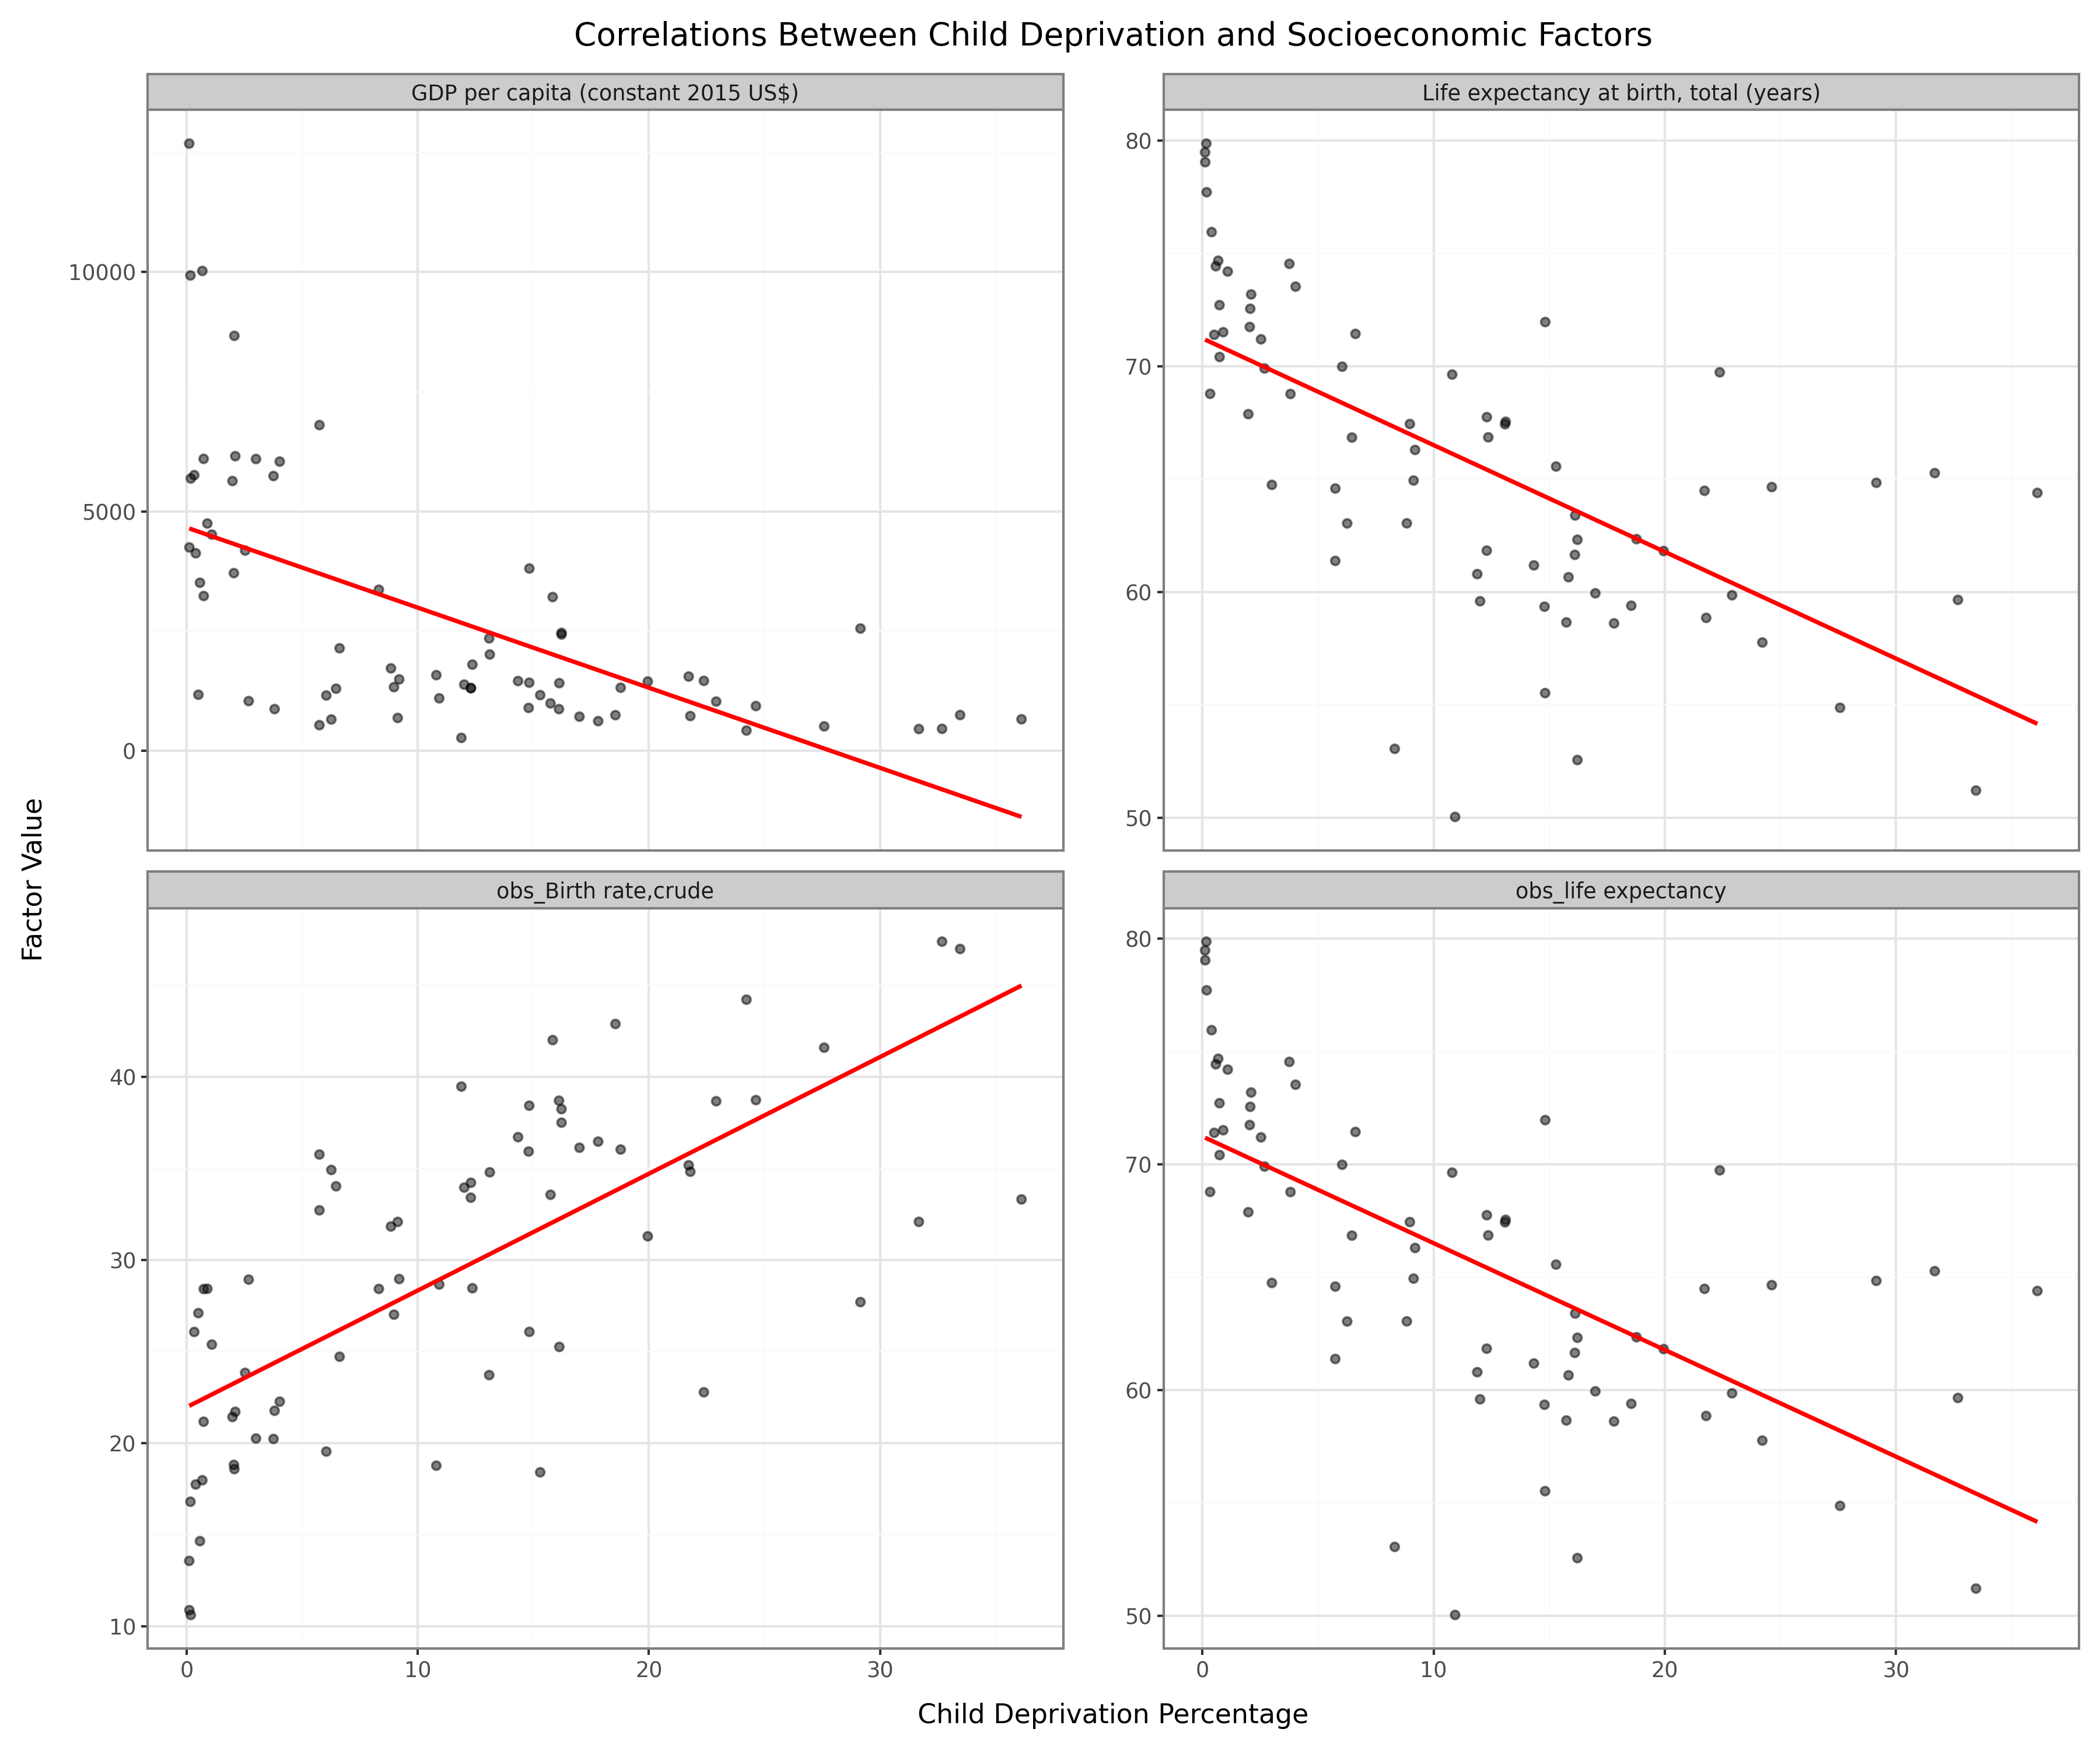 Correlations Between Child Deprivation and Socioeconomic Factors
GDP per capita (constant 2015 US$)
Life expectancy at birth, total (years)
10000
5000
0
80
70
60
50
Factor Value
obs_Birth rate,crude
obs_life expectancy
40
30
20
10
80
70
60
50
0 10 20 30
0 10 20 30
Child Deprivation Percentage